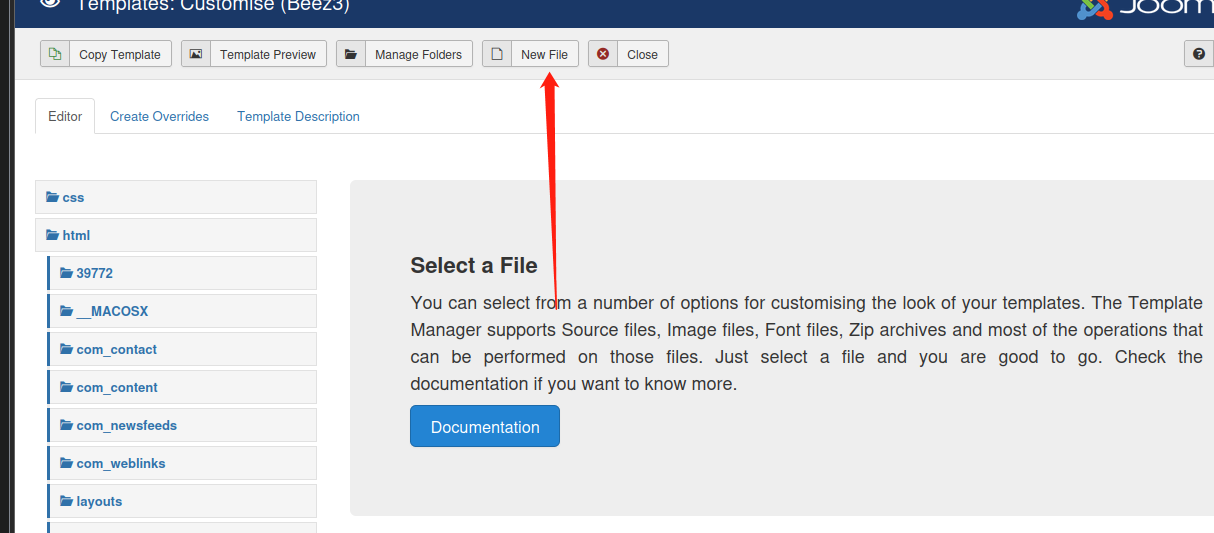 Templates: Customise (Beez3)
Copy Template
Template Preview
Manage Folders
New File
Close
Editor
Create Overrides
Template Description
css
html
39772
__MACOSX
com_contact
com_content
com_newsfeeds
com_weblinks
layouts
Select a File
You can select from a number of options for customising the look of your templates. The Template
Manager supports Source files, Image files, Font files, Zip archives and most of the operations that
can be performed on those files. Just select a file and you are good to go. Check the
documentation if you want to know more.
Documentation